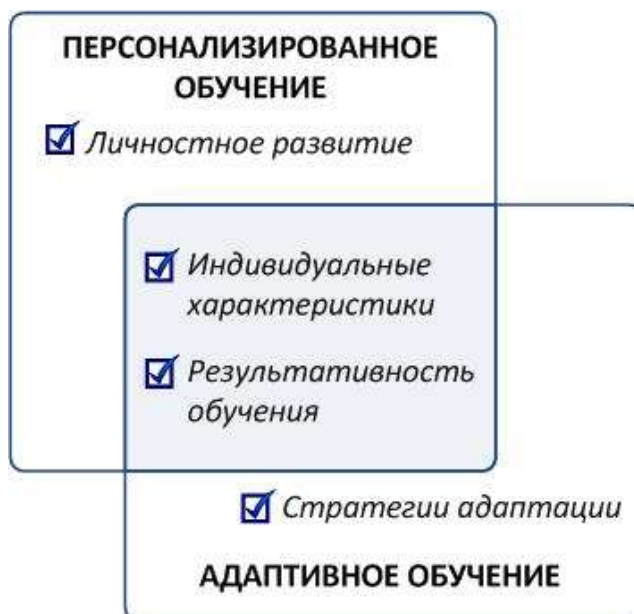 ПЕРСОНАЛИЗИРОВАННОЕ
ОБУЧЕНИЕ
Личностное развитие
Индивидуальные
характеристики
Результативность
обучения
Стратегии адаптации
АДАПТИВНОЕ ОБУЧЕНИЕ